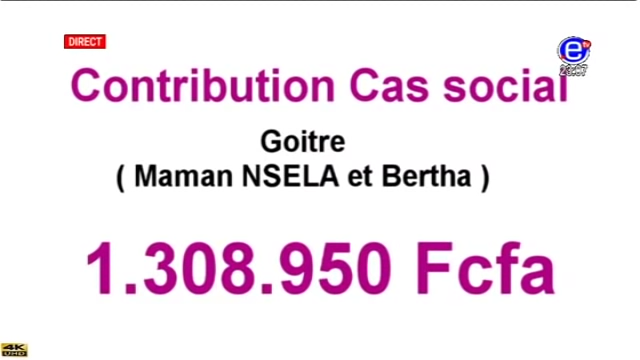 DIRECT
e
Contribution Cas social
Goitre
( Maman NSELA et Bertha )
1.308.950 Fcfa
4K
UHD